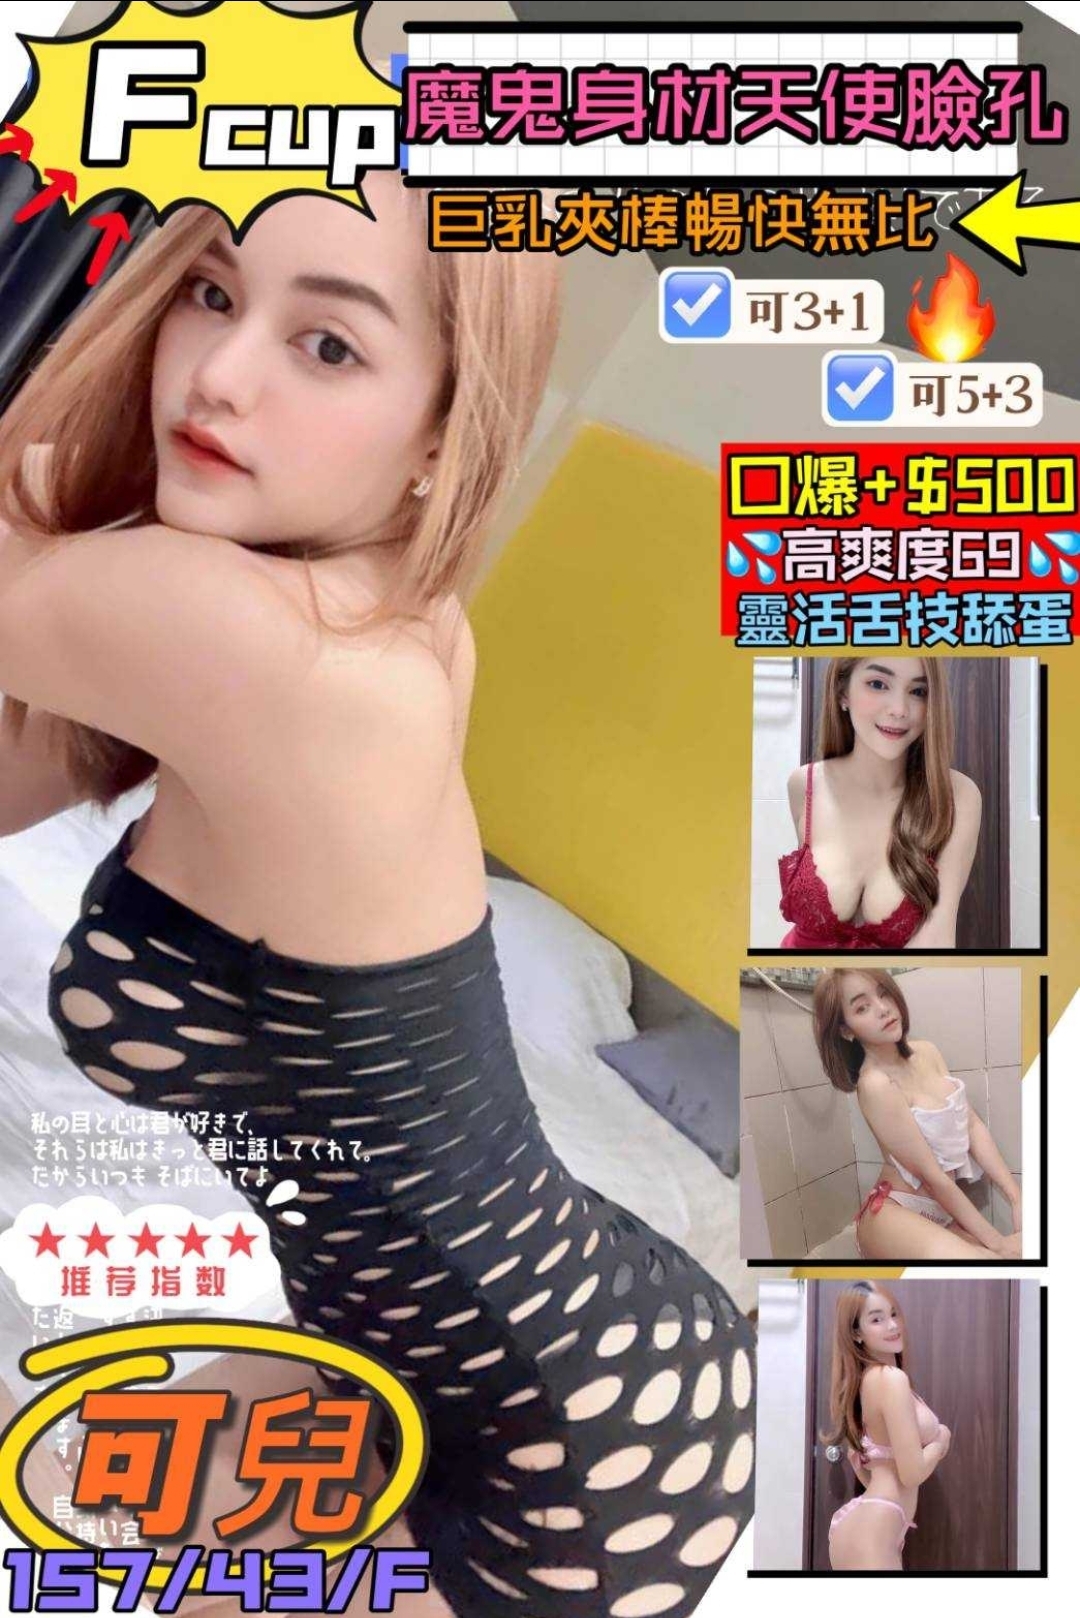 F cup
魔鬼身材天使臉孔
巨乳夾棒暢快無比
可3+1
可5+3
口爆+$500
高爽度69
靈活舌技舔蛋
私の耳と心は君が好きで、
それらは私はきっと君に話してくれて。
たからいつも そばにいてよ
推荐指数
可兒
157/43/F